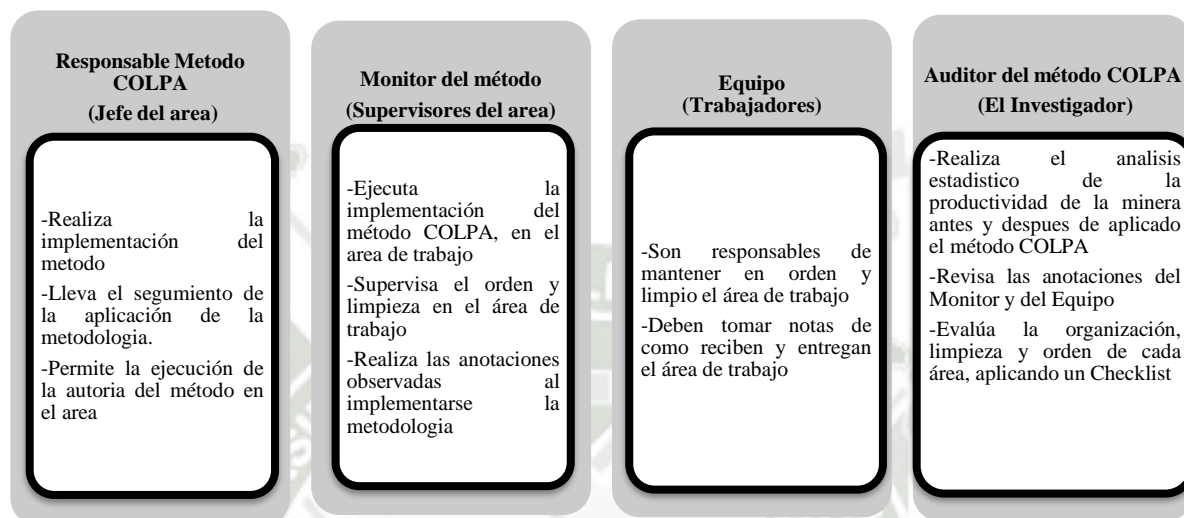 Responsable Metodo
COLPA
(Jefe del area)
-Realiza la
implementación del
metodo
-Lleva el segumiento de
la aplicación de la
metodologia.
-Permite la ejecución de
la autoria del método en
el area
Monitor del método
(Supervisores del area)
-Ejecuta la
implementación del
método COLPA, en el
area de trabajo
-Supervisa el orden y
limpieza en el área de
trabajo
-Realiza las anotaciones
observadas al
implementarse la
metodologia
Equipo
(Trabajadores)
-Son responsables de
mantener en orden y
limpio el área de trabajo
-Deben tomar notas de
como reciben y entregan
el área de trabajo
Auditor del método COLPA
(El Investigador)
-Realiza el analisis
estadistico de la
productividad de la minera
antes y despues de aplicado
el método COLPA
-Revisa las anotaciones del
Monitor y del Equipo
-Evalúa la organización,
limpieza y orden de cada
área, aplicando un Checklist